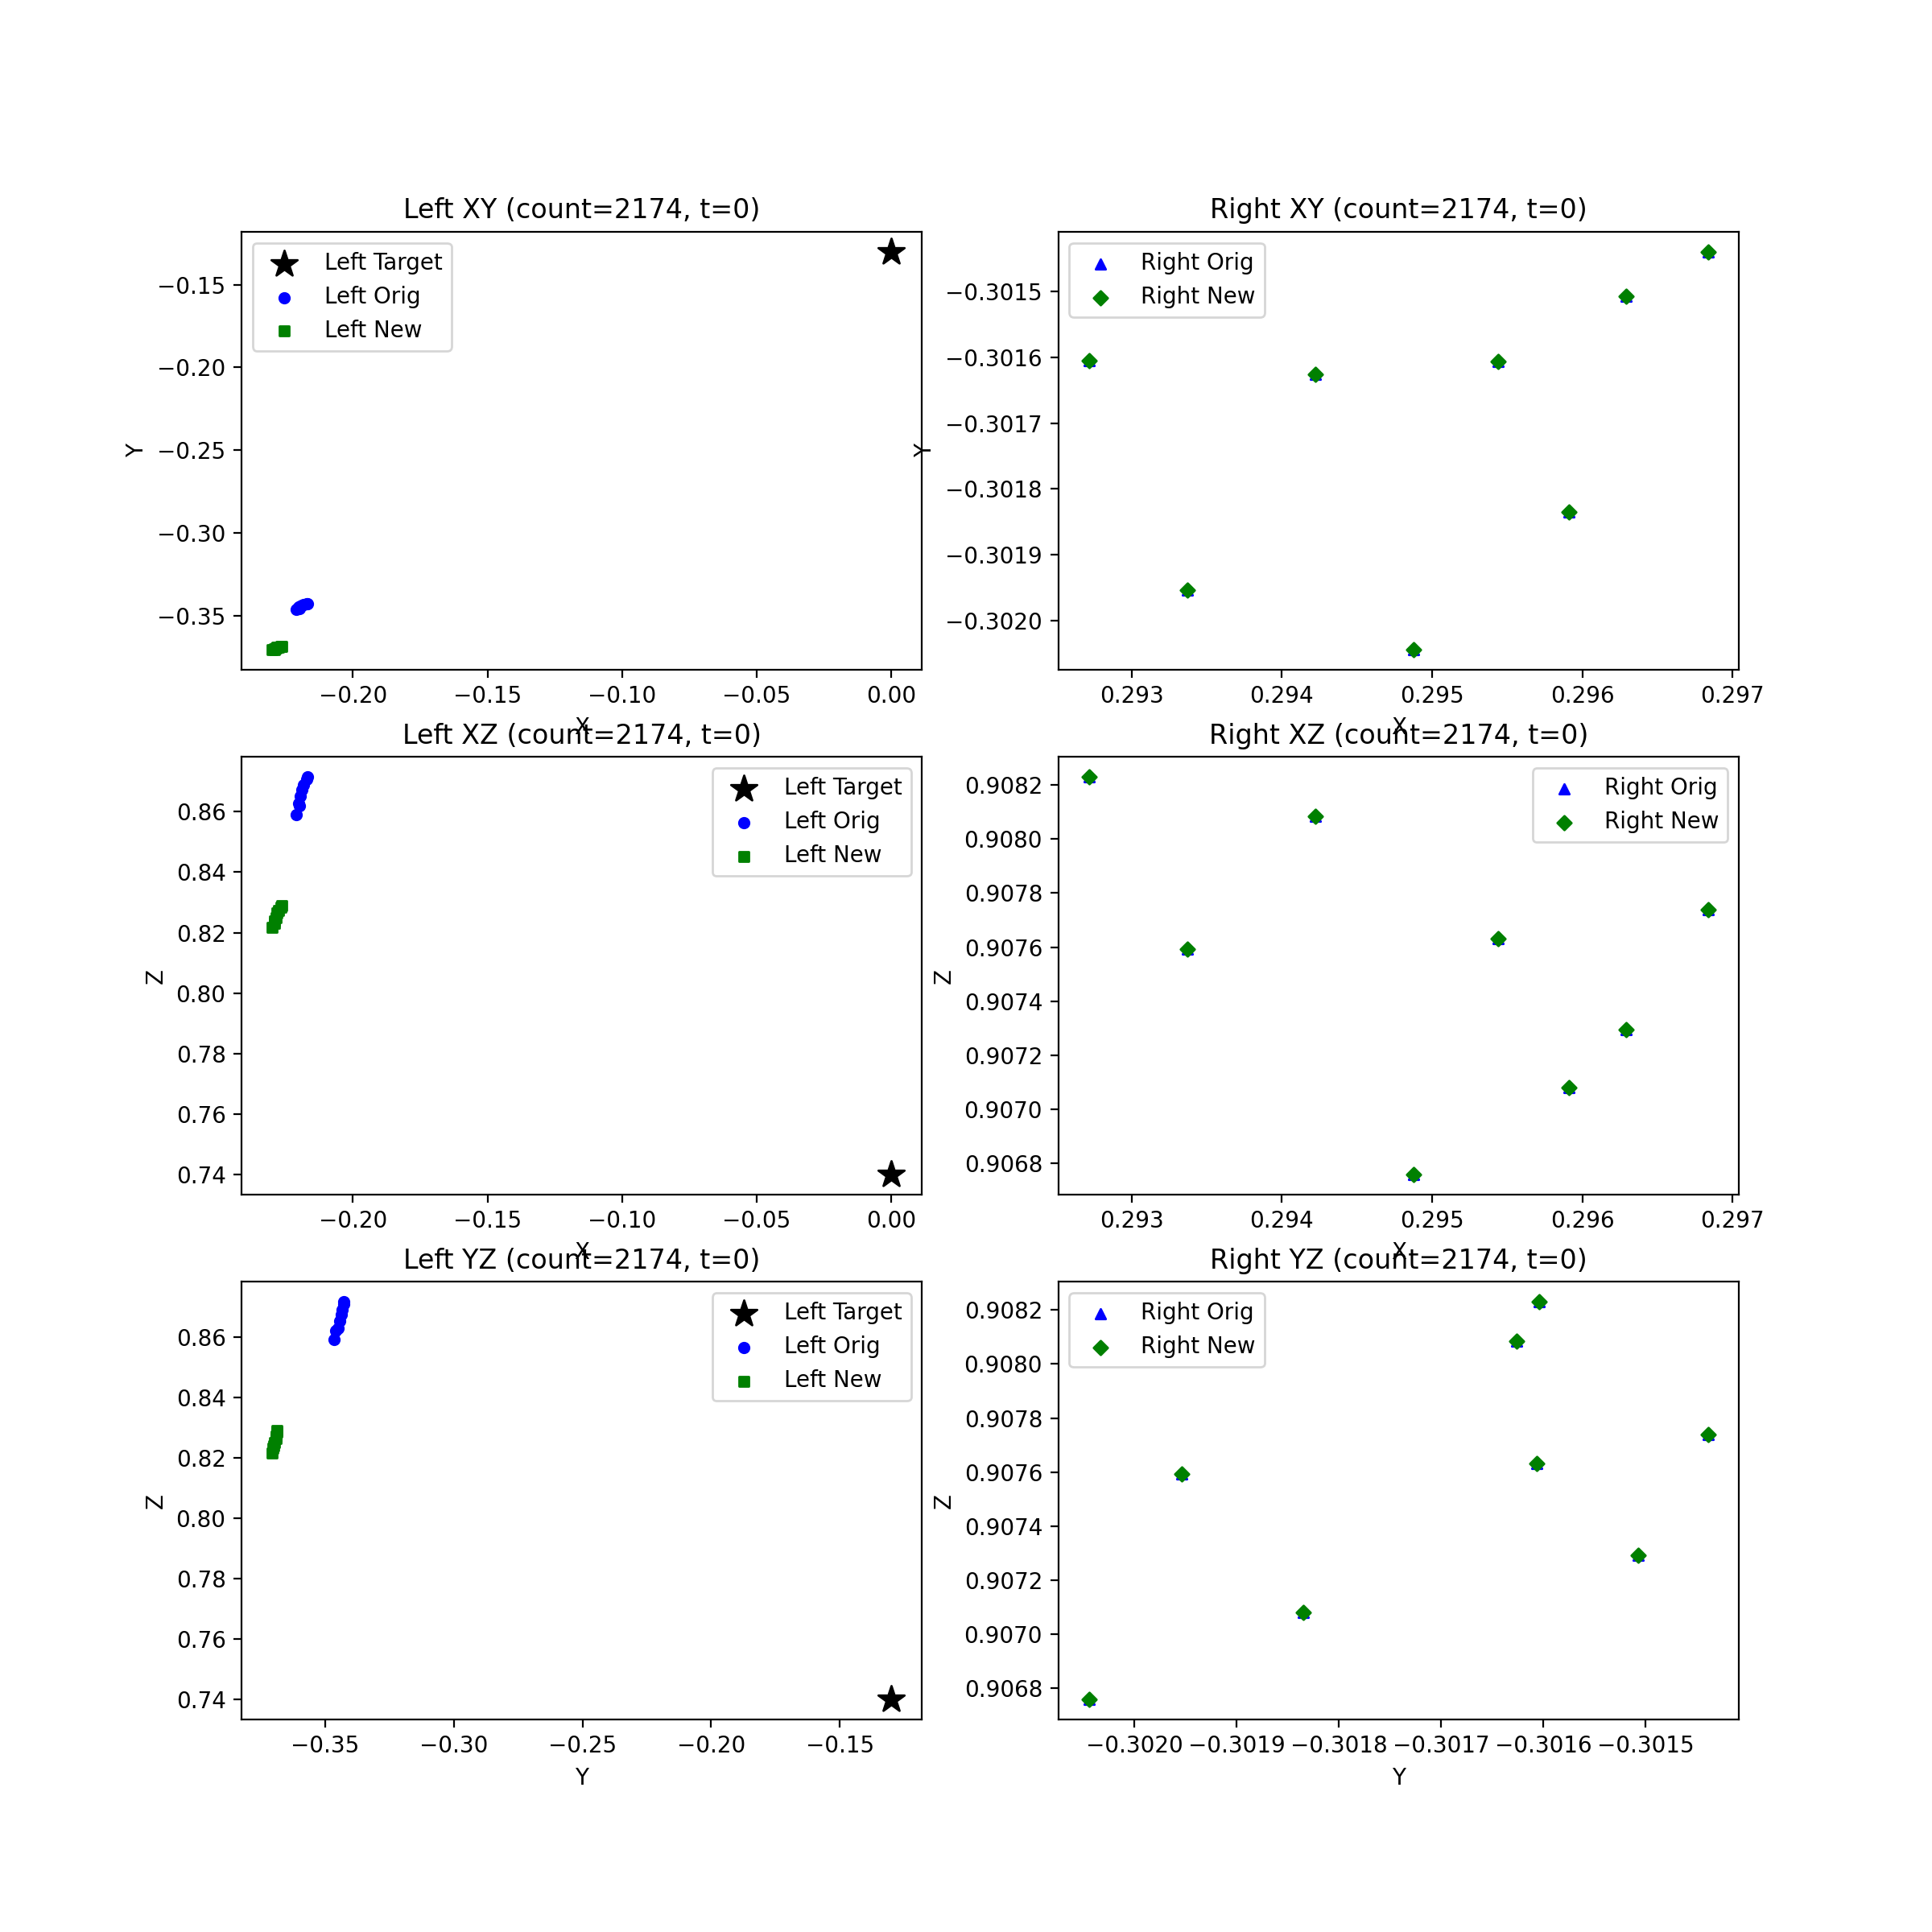 Left XY (count=2174, t=0)
Left Target
Left Orig
Left New
Y
−0.15
−0.20
−0.25
−0.30
−0.35
−0.20
−0.15
−0.10
−0.05
0.00
X
Right XY (count=2174, t=0)
Right Orig
Right New
Y
−0.3015
−0.3016
−0.3017
−0.3018
−0.3019
−0.3020
0.293
0.294
0.295
0.296
0.297
X
Left XZ (count=2174, t=0)
Left Target
Left Orig
Left New
Z
0.86
0.84
0.82
0.80
0.78
0.76
0.74
−0.20
−0.15
−0.10
−0.05
0.00
X
Right XZ (count=2174, t=0)
Right Orig
Right New
Z
0.9082
0.9080
0.9078
0.9076
0.9074
0.9072
0.9070
0.9068
0.293
0.294
0.295
0.296
0.297
X
Left YZ (count=2174, t=0)
Left Target
Left Orig
Left New
Z
0.86
0.84
0.82
0.80
0.78
0.76
0.74
−0.35
−0.30
−0.25
−0.20
−0.15
Y
Right YZ (count=2174, t=0)
Right Orig
Right New
Z
0.9082
0.9080
0.9078
0.9076
0.9074
0.9072
0.9070
0.9068
−0.3020
−0.3019
−0.3018
−0.3017
−0.3016
−0.3015
Y